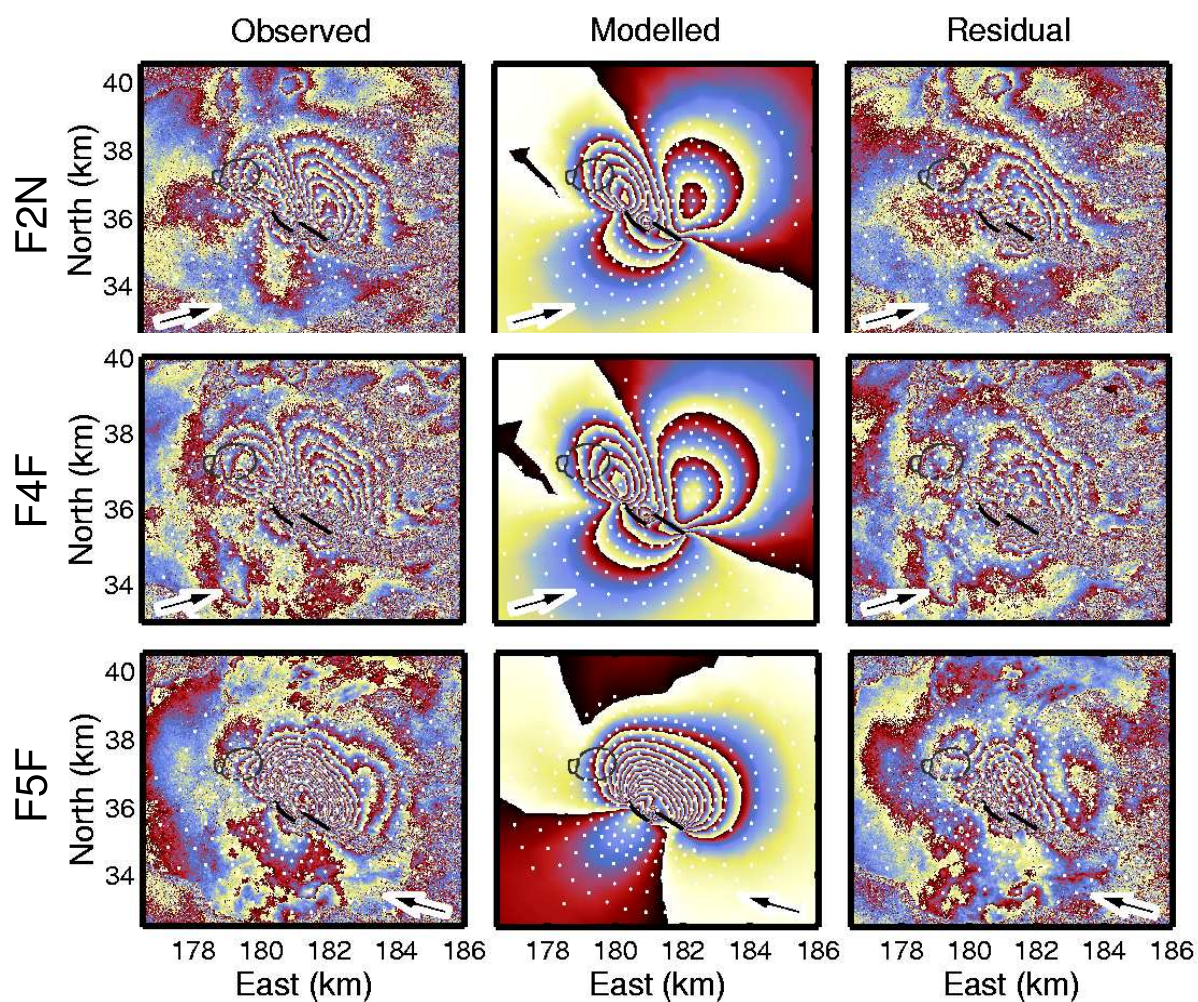 Observed Modelled Residual
F2N
North (km)
40
38
36
34
F4F
North (km)
40
38
36
34
F5F
North (km)
40
38
36
34
178 180 182 184 186 178 180 182 184 186 178 180 182 184 186
East (km) East (km) East (km)